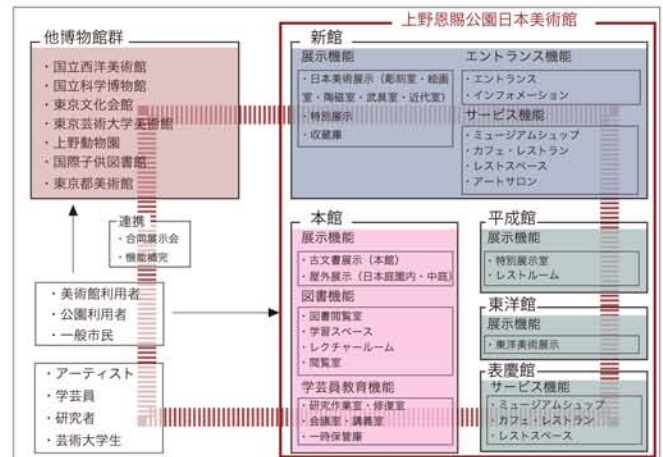 上野恩賜公園日本美術館
他博物館群
・国立西洋美術館
・国立科学博物館
・東京文化会館
・東京芸術大学美術館
・上野動物園
・国際子供図書館
・東京都美術館
連携
・合同展示会
・機能補完
・美術館利用者
・公園利用者
・一般市民
・アーティスト
・学芸員
・研究者
・芸術大学生
新館
展示機能
・日本美術展示（彫刻室・絵画
室・陶磁室・武具室・近代室）
・特別展示
・収蔵庫
エントランス機能
・エントランス
・インフォメーション
サービス機能
・ミュージアムシュップ
・カフェ・レストラン
・レストスペース
・アートサロン
本館
展示機能
・古文書展示（本館）
・屋外展示（日本庭園内・中庭）
図書機能
・図書閲覧室
・学習スペース
・レクチャールーム
・閲覧室
学芸員教育機能
・研究作業室・修復室
・会議室・講義室
・一時保管庫
平成館
展示機能
・特別展示室
・レストルーム
東洋館
展示機能
・東洋美術展示
表慶館
サービス機能
・ミュージアムシュップ
・カフェ・レストラン
・レストスペース